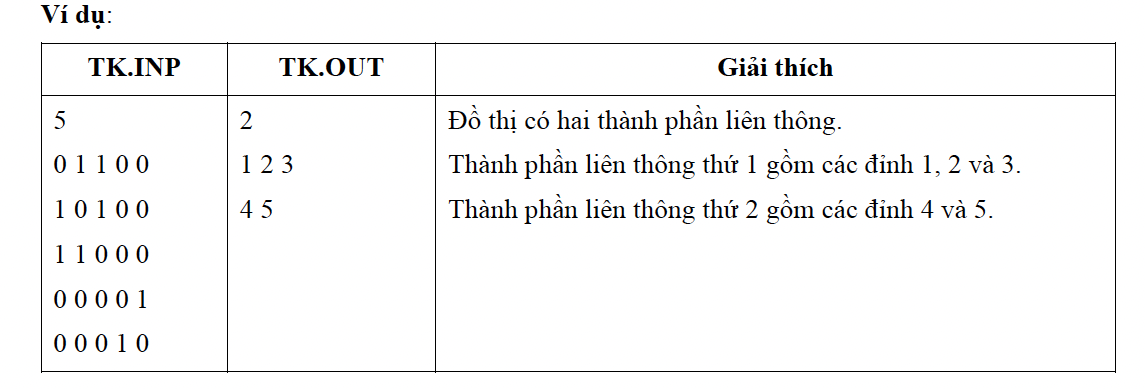 Ví dụ:
TK.INP TK.OUT Giải thích
5 2 Đồ thị có hai thành phần liên thông.
0 1 1 0 0 1 2 3 Thành phần liên thông thứ 1 gồm các đỉnh 1, 2 và 3.
1 0 1 0 0 4 5 Thành phần liên thông thứ 2 gồm các đỉnh 4 và 5.
1 1 0 0 0
0 0 0 0 1
0 0 0 1 0